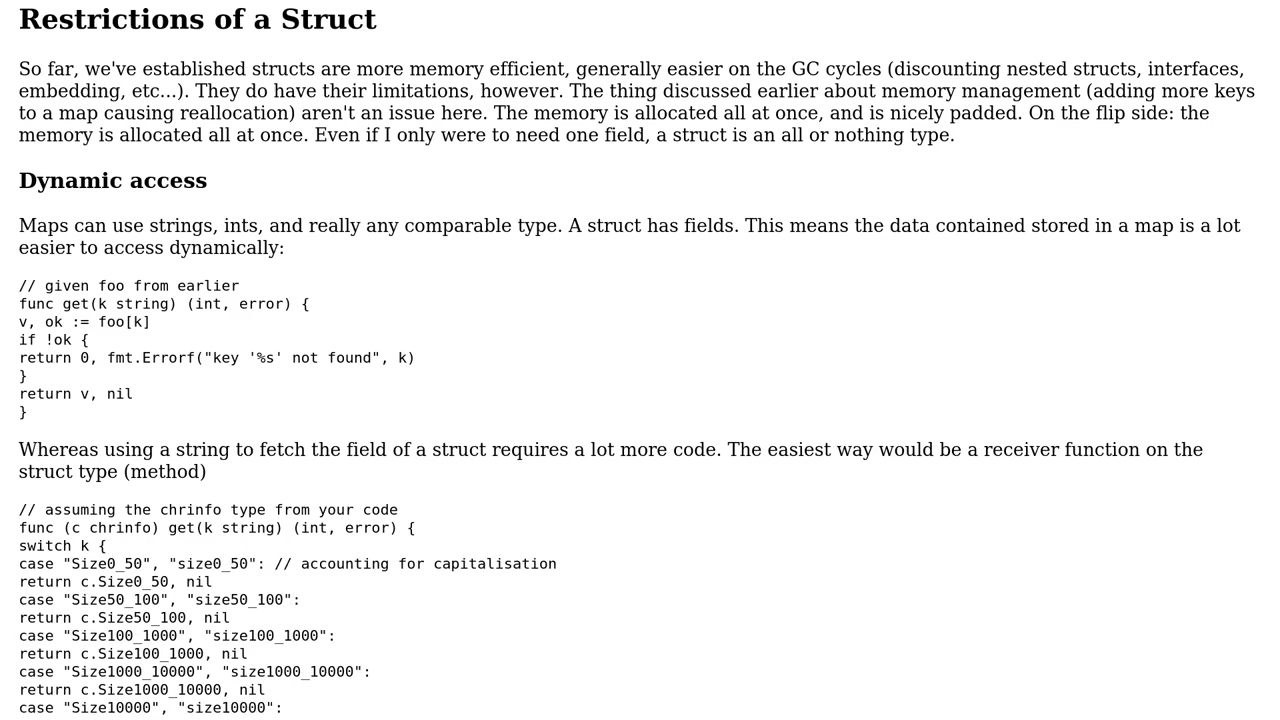 Restrictions of a Struct
So far, we've established structs are more memory efficient, generally easier on the GC cycles (discounting nested structs, interfaces,
embedding, etc...). They do have their limitations, however. The thing discussed earlier about memory management (adding more keys
to a map causing reallocation) aren't an issue here. The memory is allocated all at once, and is nicely padded. On the flip side: the
memory is allocated all at once. Even if I only were to need one field, a struct is an all or nothing type.
Dynamic access
Maps can use strings, ints, and really any comparable type. A struct has fields. This means the data contained stored in a map is a lot
easier to access dynamically:
// given foo from earlier
func get(k string) (int, error) {
v, ok := foo[k]
if !ok {
return 0, fmt.Errorf("key '%s' not found", k)
}
return v, nil
}
Whereas using a string to fetch the field of a struct requires a lot more code. The easiest way would be a receiver function on the
struct type (method)
// assuming the chrinfo type from your code
func (c chrinfo) get(k string) (int, error) {
switch k {
case "Size0_50", "size0_50": // accounting for capitalisation
return c.Size0_50, nil
case "Size50_100", "size50_100":
return c.Size50_100, nil
case "Size100_1000", "size100_1000":
return c.Size100_1000, nil
case "Size1000_10000", "size1000_10000":
return c.Size1000_10000, nil
case "Size10000", "size10000":